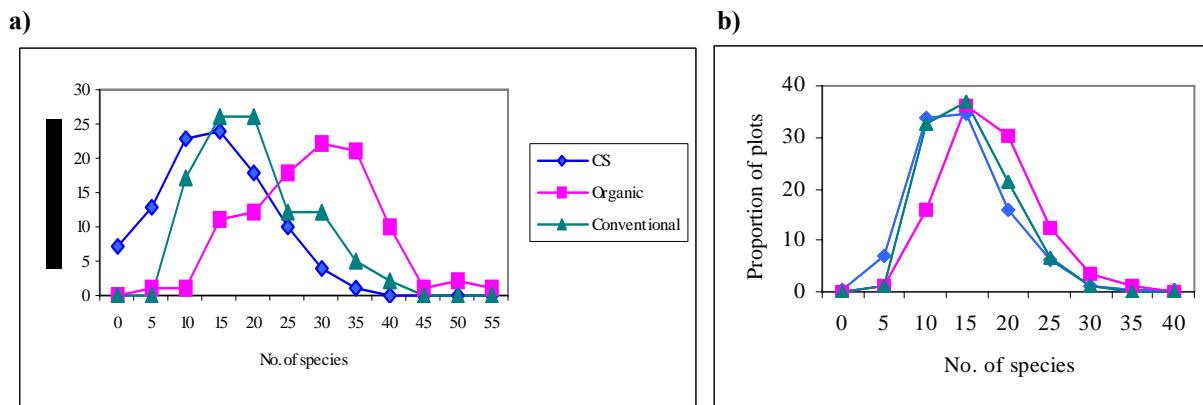 a)
30
25
20
15
10
5
0
0 5 10 15 20 25 30 35 40 45 50 55
No. of species
CS
Organic
Conventional
b)
Proportion of plots
40
30
20
10
0
0 5 10 15 20 25 30 35 40
No. of species